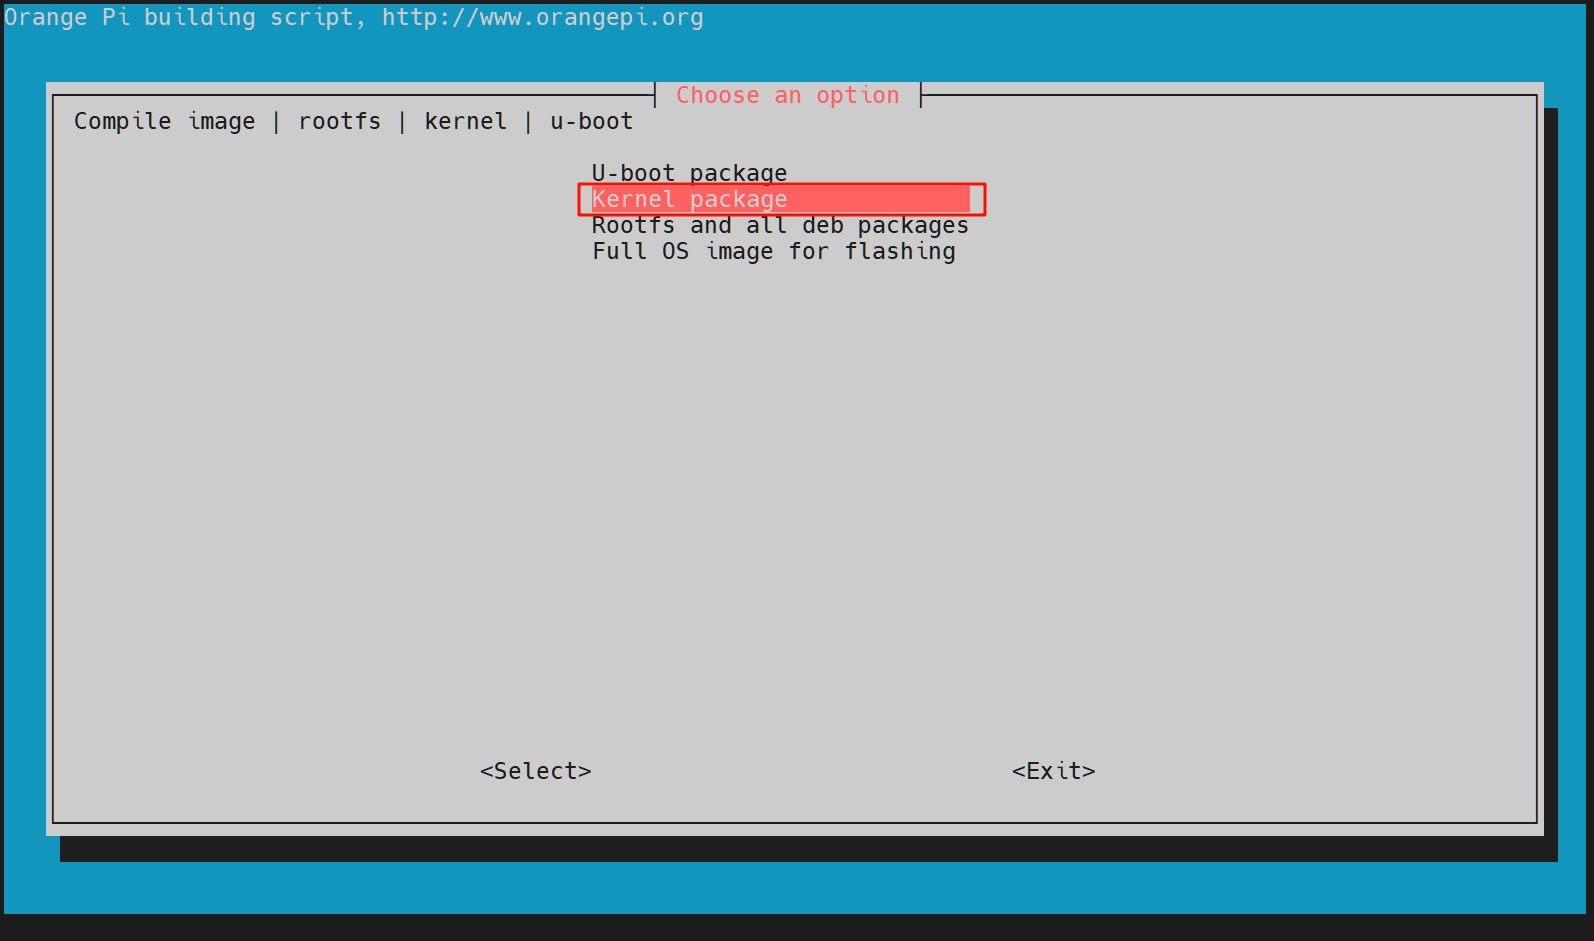 Orange Pi building script, http://www.orangepi.org
Choose an option
Compile image | rootfs | kernel | u-boot
U-boot package
Kernel package
Rootfs and all deb packages
Full OS image for flashing
<Select> <Exit>